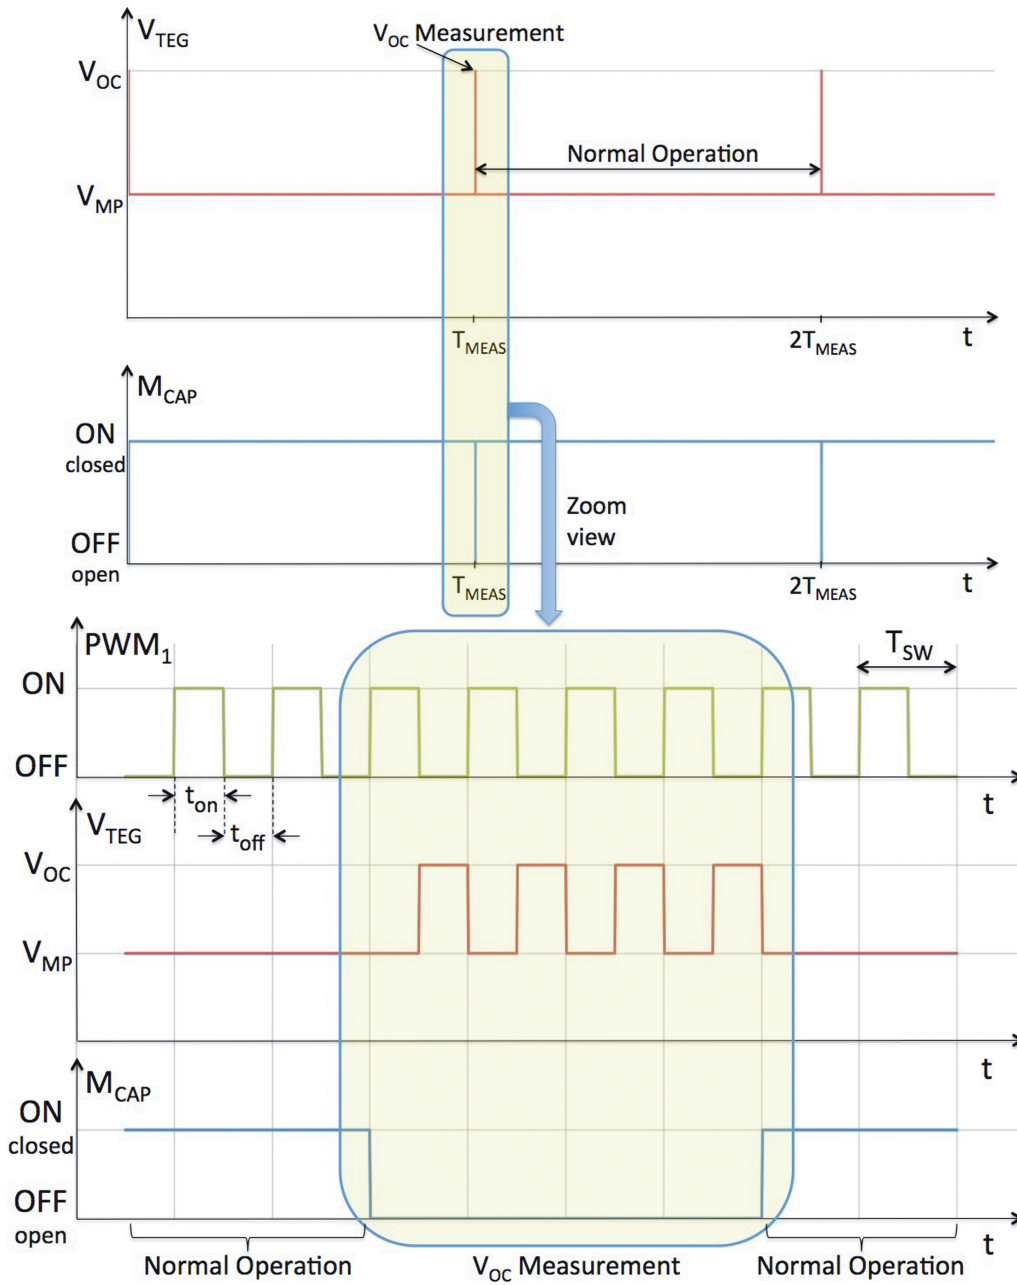 V_TEG
V_OC Measurement
V_OC
Normal Operation
V_MP
T_MEAS
2T_MEAS
t
M_CAP
ON
closed
Zoom
view
OFF
open
T_MEAS
2T_MEAS
t
PWM_1
T_SW
ON
OFF
t_on
t
V_TEG
t_off
V_OC
V_MP
t
M_CAP
ON
closed
OFF
open
t
Normal Operation
V_OC Measurement
Normal Operation